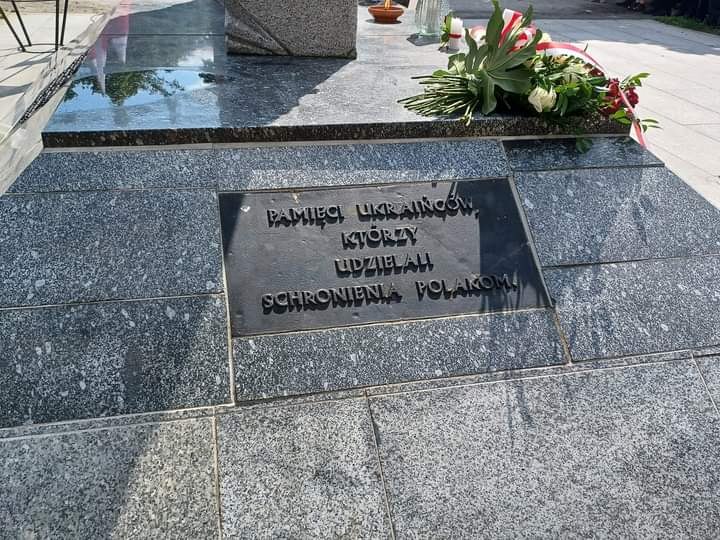 PAMIĘCI UKRAIŃCÓW,
KTÓRZY
UDZIELALI
SCHRONIENIA POLAKOM.